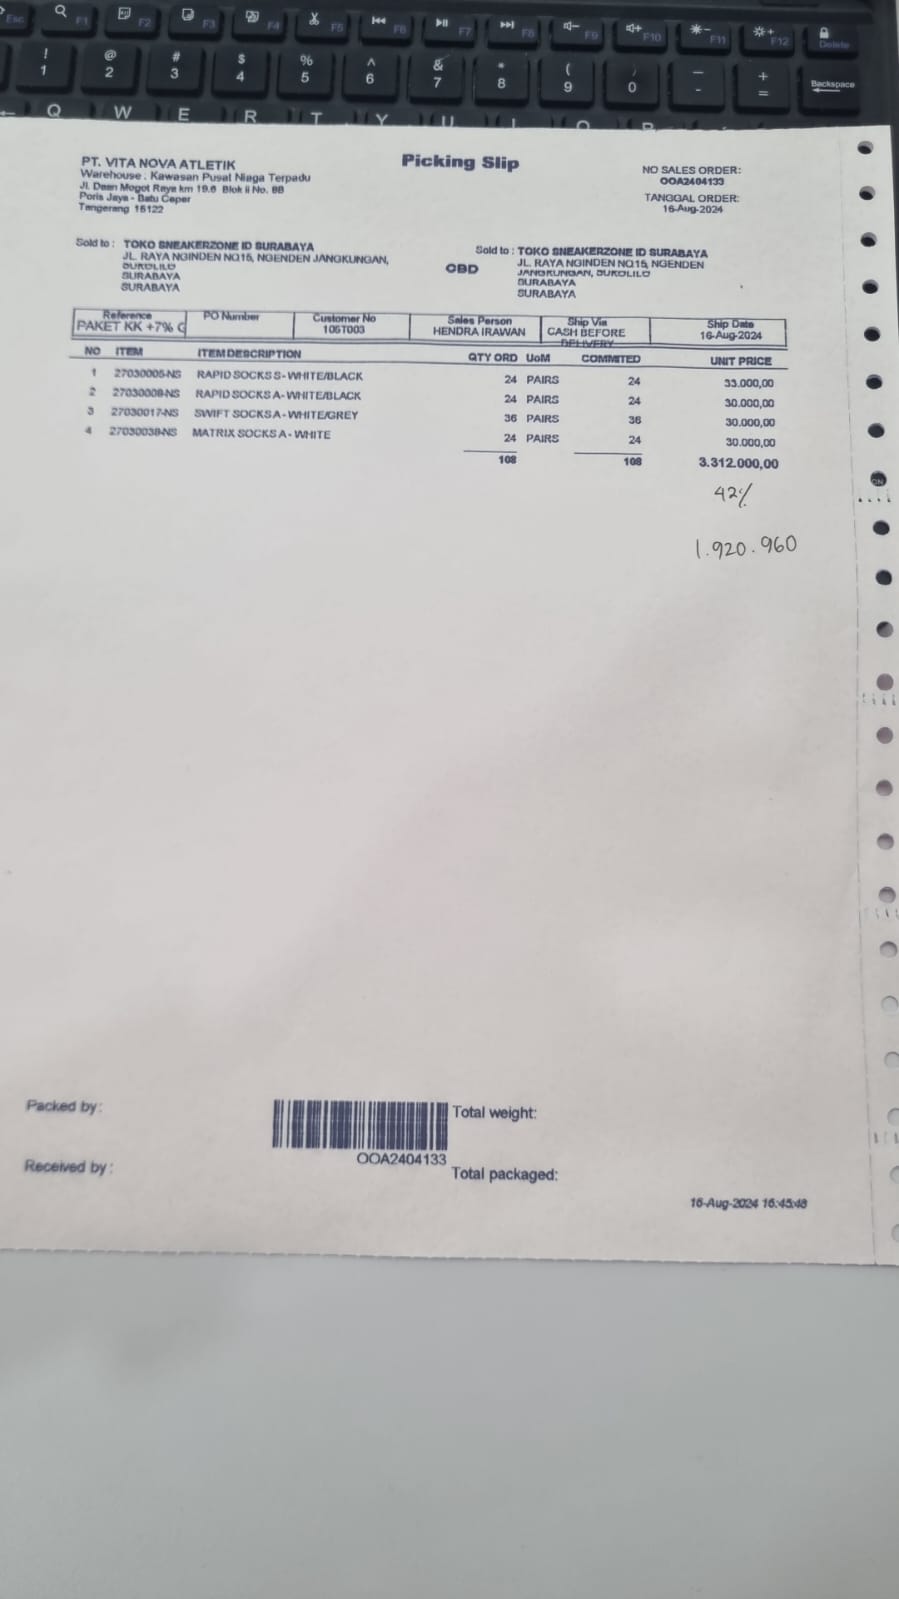 Esc F1 F2 F3 F4 F5 F6 F7 F8 F9 F10 F11 F12 Delete
! 1 @ 2 # 3 $ 4 % 5 ^ 6 & 7 * 8 ( 9 ) 0 — - + = Backspace
Q W E R T Y U I O P
Picking Slip
PT. VITA NOVA ATLETIK
Warehouse : Kawasan Pusat Niaga Terpadu
Jl. Daan Mogot Raya km 19.6 Blok ii No. 8B
Poris Jaya - Batu Ceper
Tangerang 15122
NO SALES ORDER:
OOA2404133
TANGGAL ORDER:
16-Aug-2024
Sold to : TOKO SNEAKERZONE ID SURABAYA
JL. RAYA NGINDEN NO15, NGENDEN JANGKUNGAN,
SUKOLILO
SURABAYA
SURABAYA
OBD
Sold to : TOKO SNEAKERZONE ID SURABAYA
JL. RAYA NGINDEN NO15, NGENDEN
JANGKUNGAN, SUKOLILO
SURABAYA
SURABAYA
Reference PO Number Customer No Sales Person Ship Via Ship Date
PAKET KK +7% 10ST003 HENDRA IRAWAN CASH BEFORE DELIVERY 16-Aug-2024
NO ITEM ITEM DESCRIPTION QTY ORD UoM COMMITED UNIT PRICE
1 27030005-NS RAPID SOCKS S - WHITE/BLACK 24 PAIRS 24 33.000,00
2 27030008-NS RAPID SOCKS A - WHITE/BLACK 24 PAIRS 24 30.000,00
3 27030017-NS SWIFT SOCKS A - WHITE/GREY 36 PAIRS 36 30.000,00
4 27030038-NS MATRIX SOCKS A - WHITE 24 PAIRS 24 30.000,00
108 108 3.312.000,00
42%
1.920.960
Packed by :
Received by :
OOA2404133
Total weight:
Total packaged:
16-Aug-2024 16:45:48